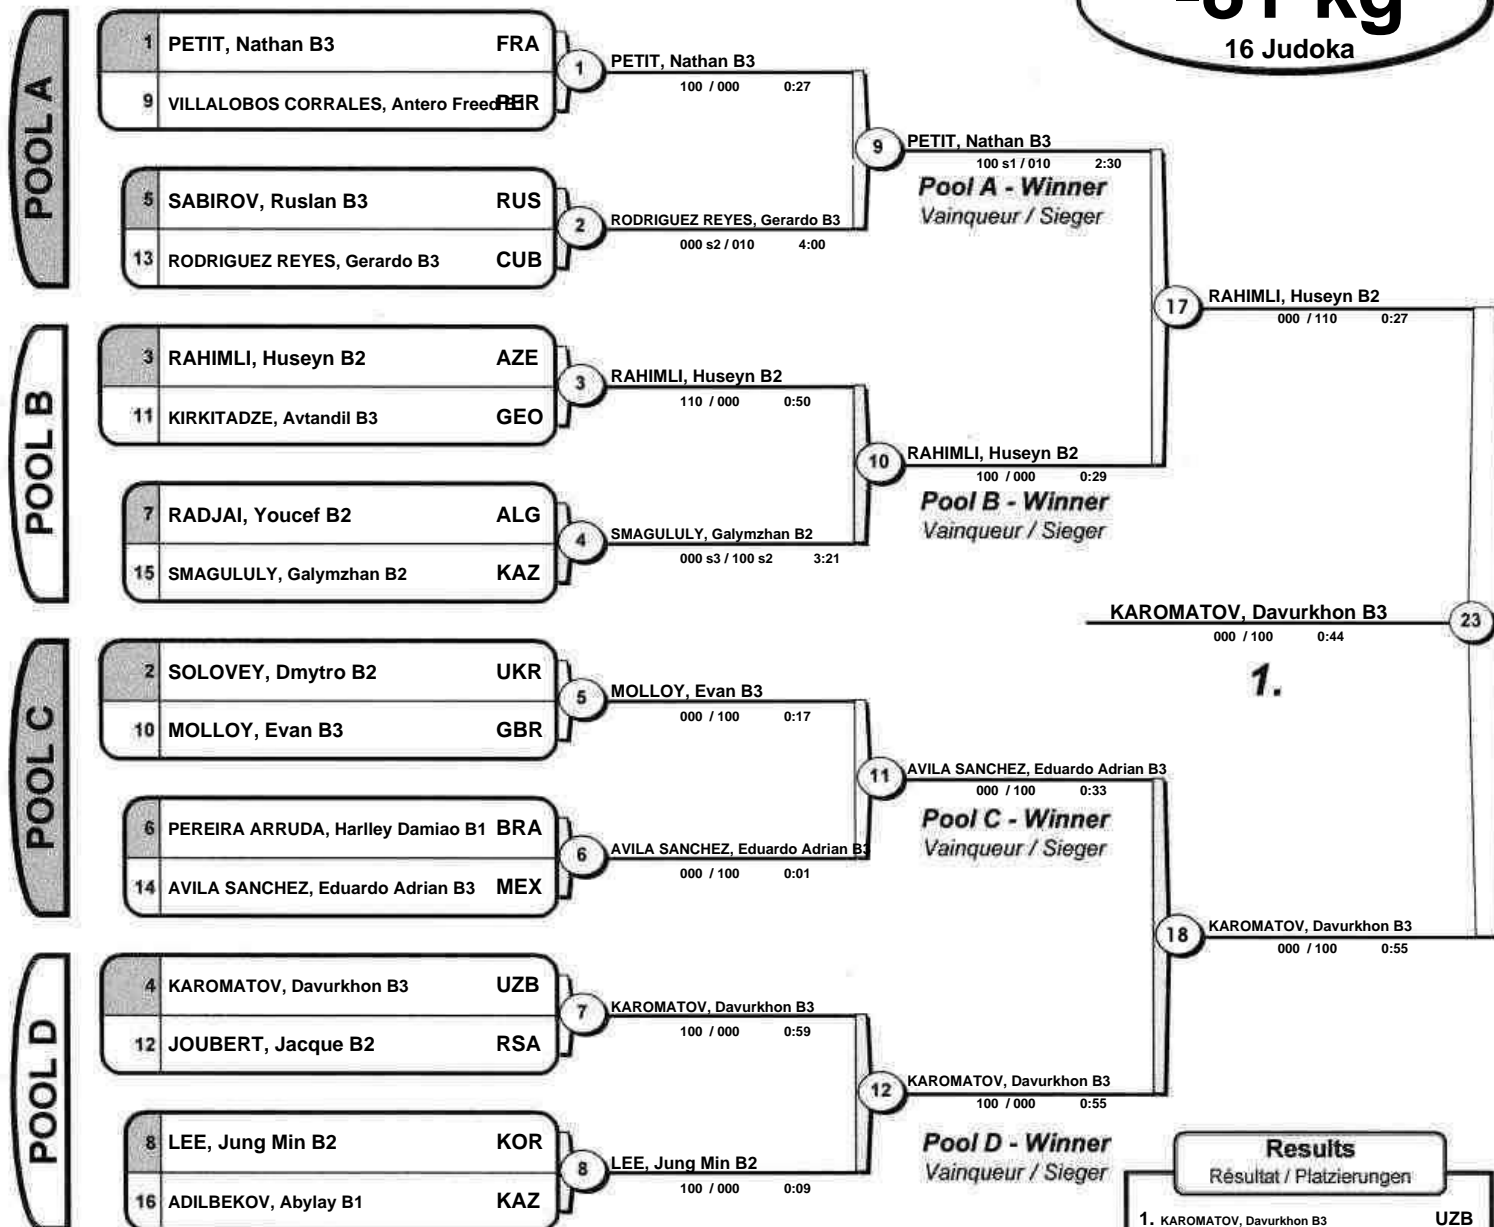 -81 kg
16 Judoka
POOL A
1 PETIT, Nathan B3 FRA
9 VILLALOBOS CORRALES, Antero Freed PER
5 SABIROV, Ruslan B3 RUS
13 RODRIGUEZ REYES, Gerardo B3 CUB
1
PETIT, Nathan B3
100 / 000 0:27
2
RODRIGUEZ REYES, Gerardo B3
000 s2 / 010 4:00
9
PETIT, Nathan B3
100 s1 / 010 2:30
Pool A - Winner
Vainqueur / Sieger
POOL B
3 RAHIMLI, Huseyn B2 AZE
11 KIRKITADZE, Avtandil B3 GEO
7 RADJAI, Youcef B2 ALG
15 SMAGULULY, Galymzhan B2 KAZ
3
RAHIMLI, Huseyn B2
110 / 000 0:50
4
SMAGULULY, Galymzhan B2
000 s3 / 100 s2 3:21
10
RAHIMLI, Huseyn B2
100 / 000 0:29
Pool B - Winner
Vainqueur / Sieger
17
RAHIMLI, Huseyn B2
000 / 110 0:27
KAROMATOV, Davurkhon B3
000 / 100 0:44
23
1.
POOL C
2 SOLOVEY, Dmytro B2 UKR
10 MOLLOY, Evan B3 GBR
6 PEREIRA ARRUDA, Harlley Damiao B1 BRA
14 AVILA SANCHEZ, Eduardo Adrian B3 MEX
5
MOLLOY, Evan B3
000 / 100 0:17
6
AVILA SANCHEZ, Eduardo Adrian B3
000 / 100 0:01
11
AVILA SANCHEZ, Eduardo Adrian B3
000 / 100 0:33
Pool C - Winner
Vainqueur / Sieger
18
KAROMATOV, Davurkhon B3
000 / 100 0:55
POOL D
4 KAROMATOV, Davurkhon B3 UZB
12 JOUBERT, Jacque B2 RSA
8 LEE, Jung Min B2 KOR
16 ADILBEKOV, Abylay B1 KAZ
7
KAROMATOV, Davurkhon B3
100 / 000 0:59
8
LEE, Jung Min B2
100 / 000 0:09
12
KAROMATOV, Davurkhon B3
100 / 000 0:55
Pool D - Winner
Vainqueur / Sieger
Results
Résultat / Platzierungen
1. KAROMATOV, Davurkhon B3 UZB